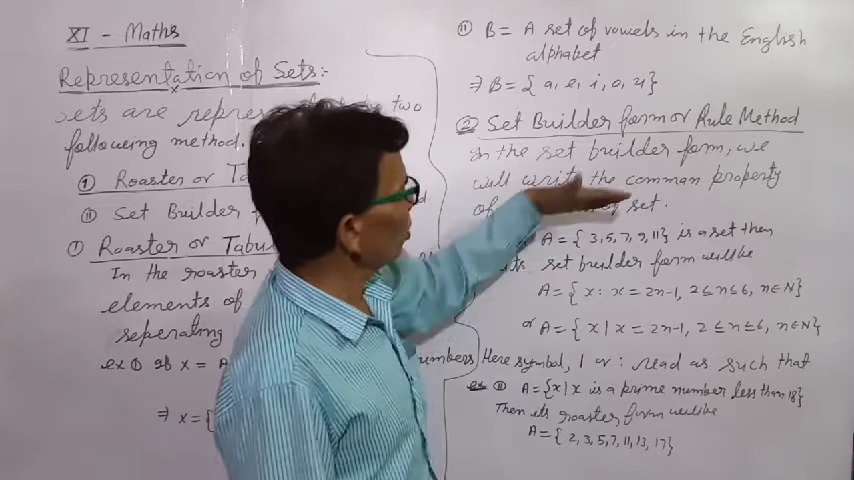 XI - Maths
Representation of Sets:-
sets are repres two
following method.
① Roaster or Ta
② Set Builder
① Roaster or Tabu
In the roaster
elements of
seperating
ex ① If x = A
umbers
⇒ x = {
② B = A set of vowels in the English
alphabet
⇒ B = { a, e, i, o, u}
② Set Builder form or Rule Method
In the set builder form, we
will write the common property
of set.
A = { 3, 5, 7, 9, 11} is a set then
its set builder form will be
A = { x : x = 2n-1, 2 ≤ n ≤ 6, n ∈ N}
or A = { x | x = 2n-1, 2 ≤ n ≤ 6, n ∈ N}
Here symbol, | or : read as such that
ex ② A = {x | x is a prime number less than 18}
Then its roaster form will be
A = { 2, 3, 5, 7, 11, 13, 17}